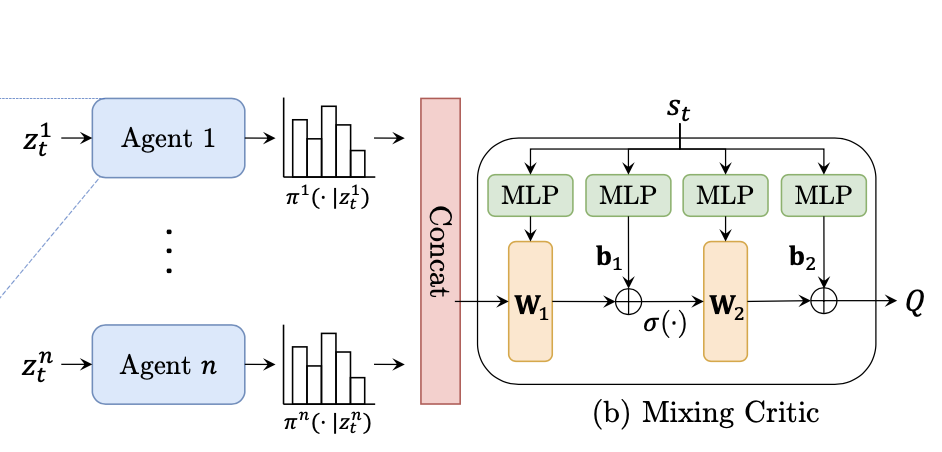 z_t^1
Agent 1
π^1(· |z_t^1)
⋮
z_t^n
Agent n
π^n(· |z_t^n)
Concat
s_t
MLP MLP MLP MLP
b_1 b_2
W_1 σ(·) W_2 Q
(b) Mixing Critic